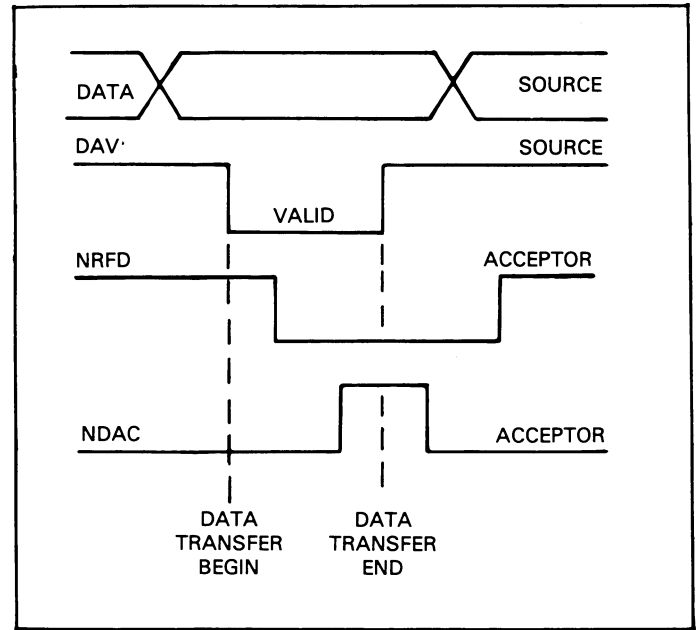 DATA SOURCE
DAV SOURCE
VALID
NRFD ACCEPTOR
NDAC ACCEPTOR
DATA TRANSFER BEGIN
DATA TRANSFER END